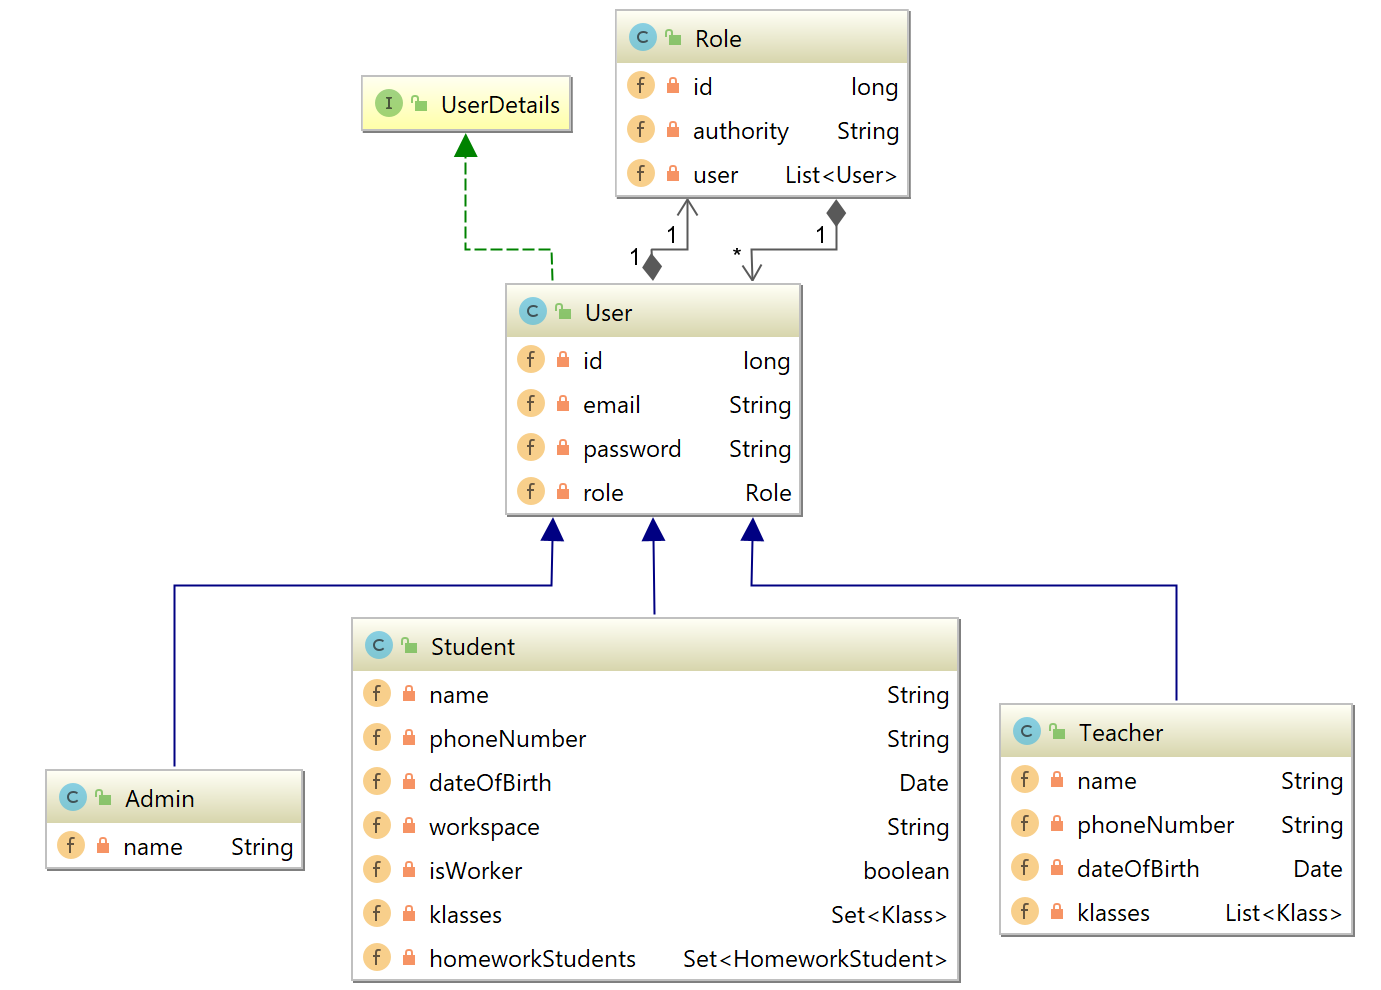 C Role
f id long
f authority String
f user List<User>
I UserDetails
1
1
1
*
C User
f id long
f email String
f password String
f role Role
C Student
f name String
f phoneNumber String
f dateOfBirth Date
f workspace String
f isWorker boolean
f klasses Set<Klass>
f homeworkStudents Set<HomeworkStudent>
C Teacher
f name String
f phoneNumber String
f dateOfBirth Date
f klasses List<Klass>
C Admin
f name String